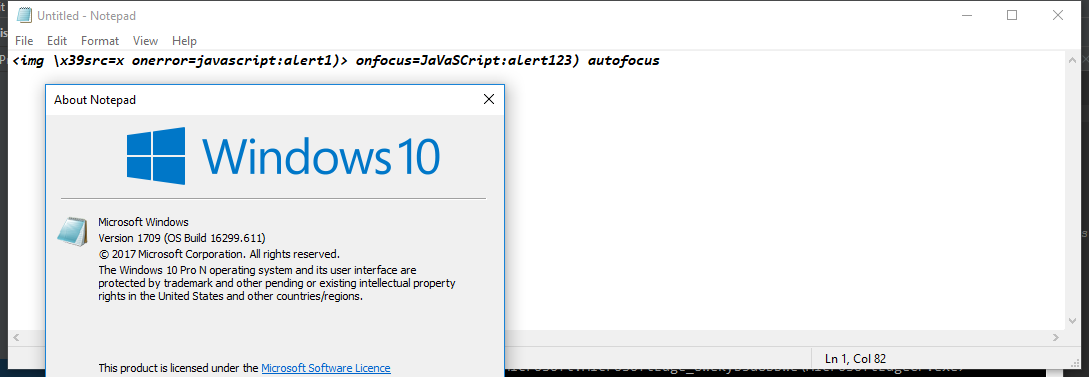 Untitled - Notepad
File Edit Format View Help
<img \x39src=x onerror=javascript:alert1)> onfocus=JaVaSCript:alert123) autofocus
About Notepad
Windows 10
Microsoft Windows
Version 1709 (OS Build 16299.611)
© 2017 Microsoft Corporation. All rights reserved.
The Windows 10 Pro N operating system and its user interface are
protected by trademark and other pending or existing intellectual property
rights in the United States and other countries/regions.
This product is licensed under the Microsoft Software Licence
Ln 1, Col 82